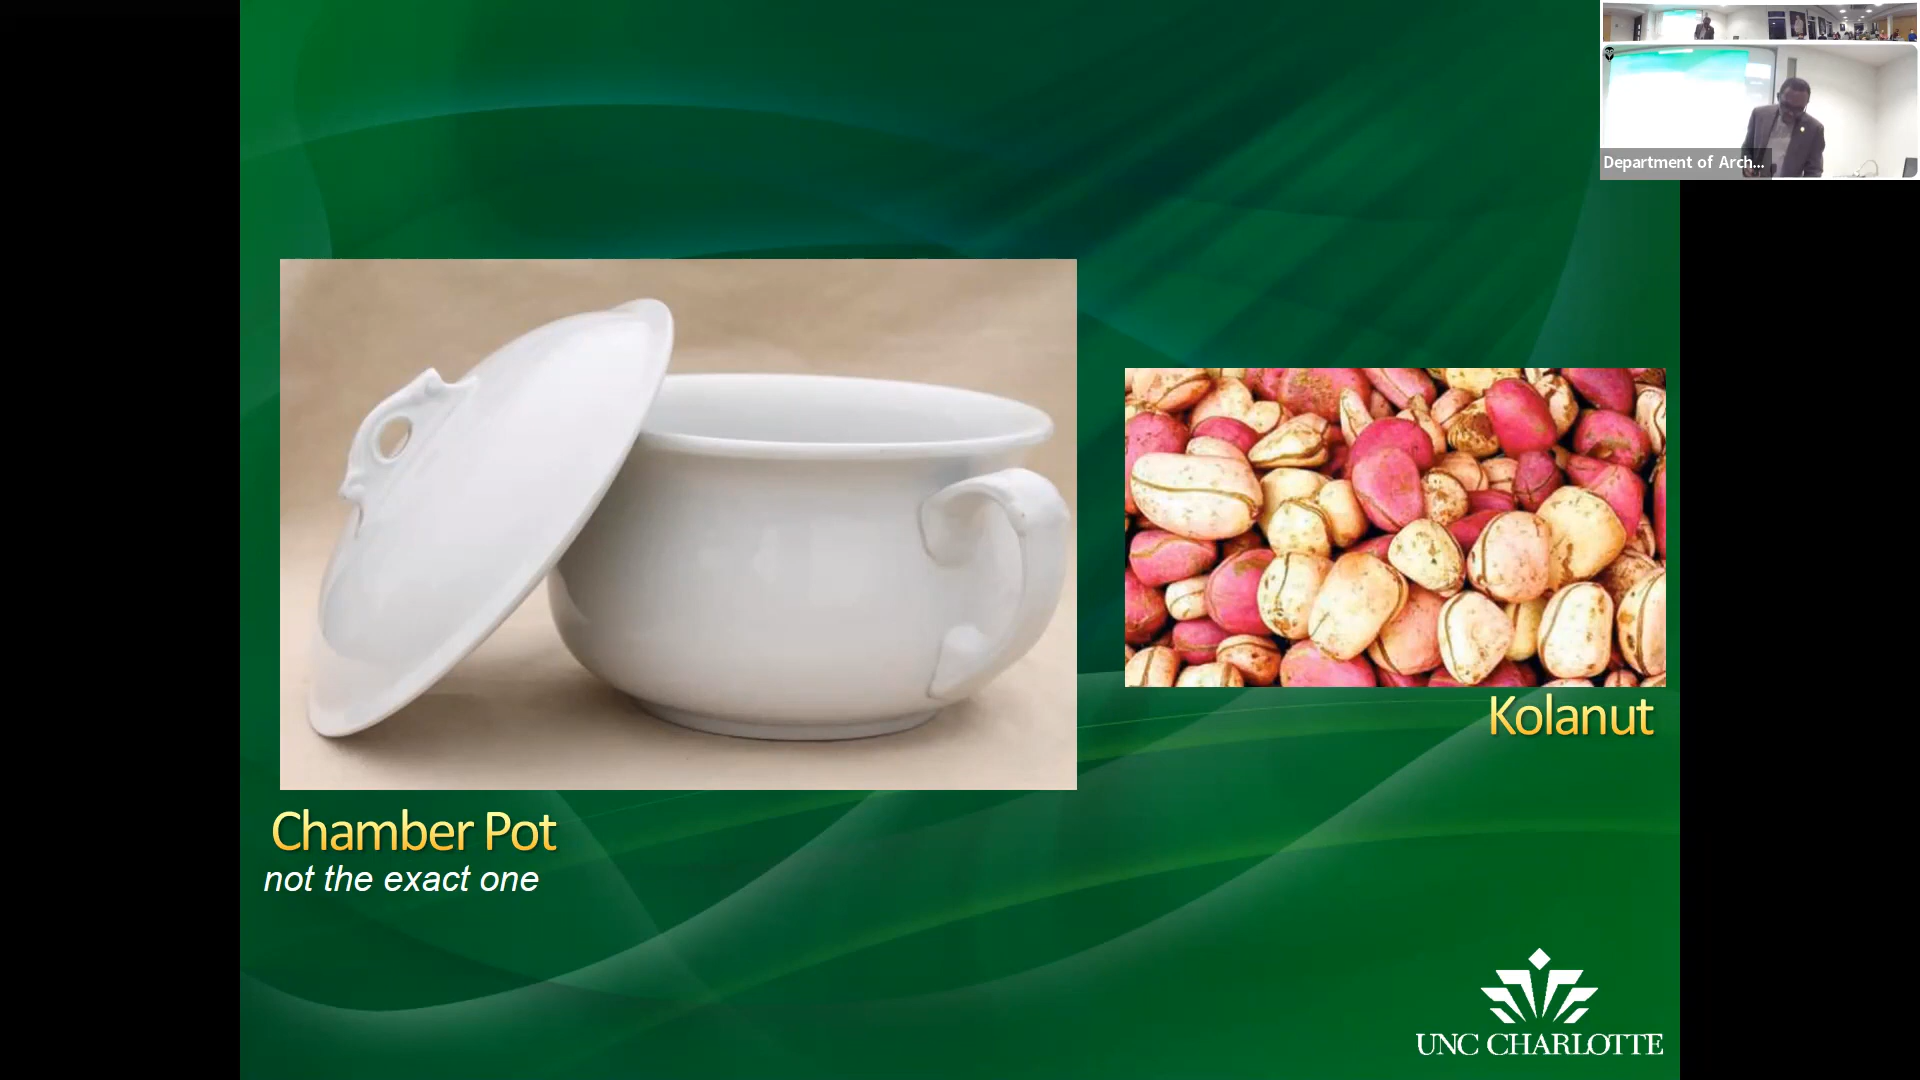 Department of Arch...
Kolanut
Chamber Pot
not the exact one
UNC CHARLOTTE